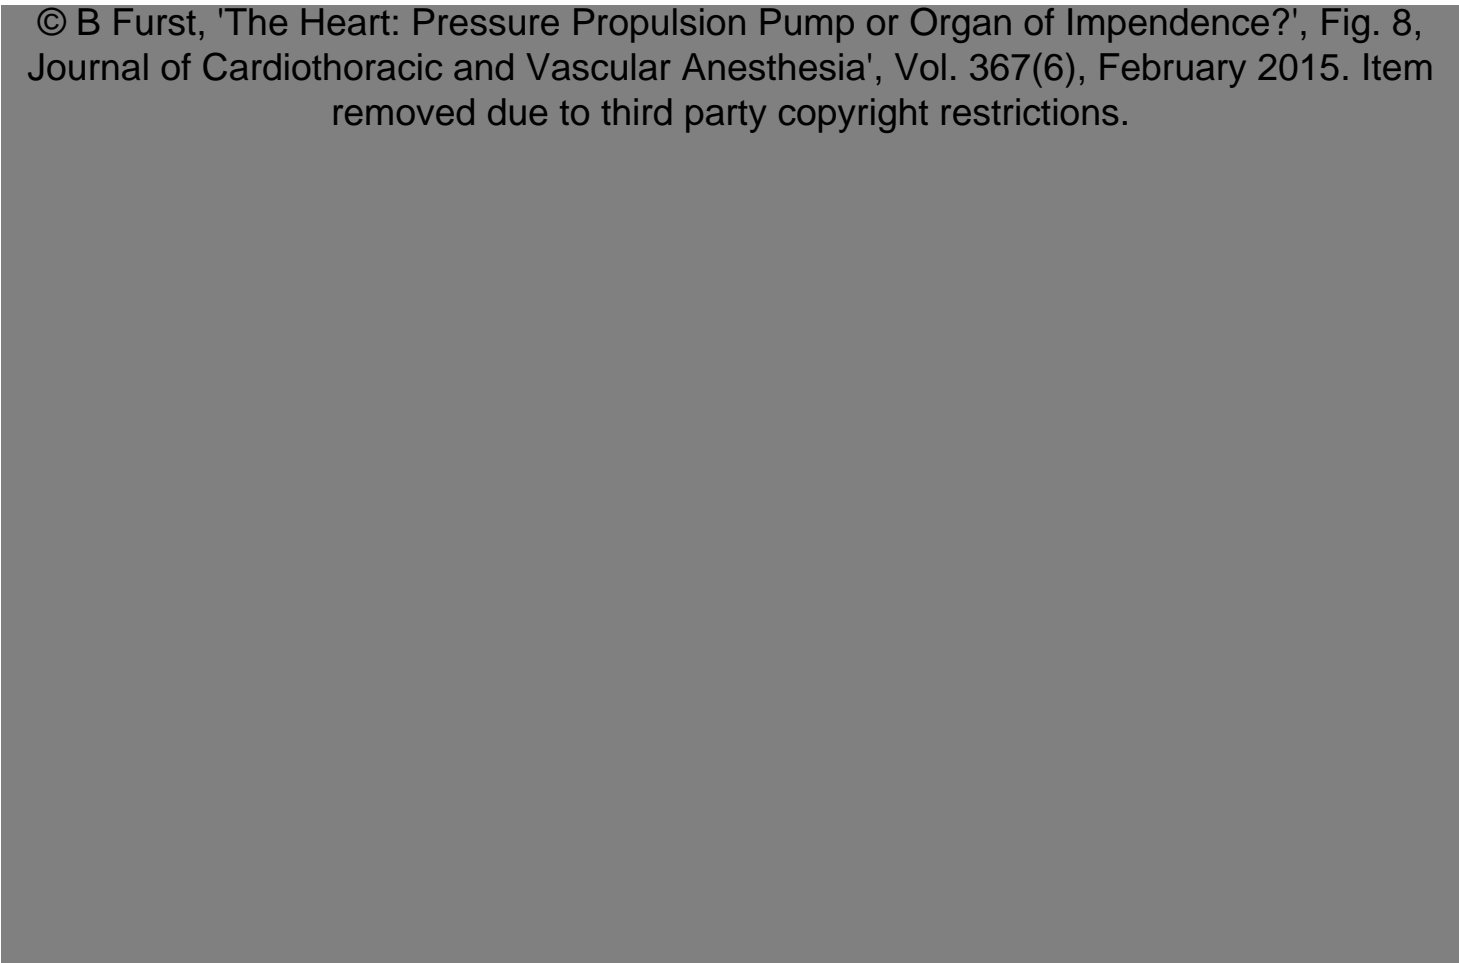 © B Furst, 'The Heart: Pressure Propulsion Pump or Organ of Impendence?', Fig. 8,
Journal of Cardiothoracic and Vascular Anesthesia', Vol. 367(6), February 2015. Item
removed due to third party copyright restrictions.